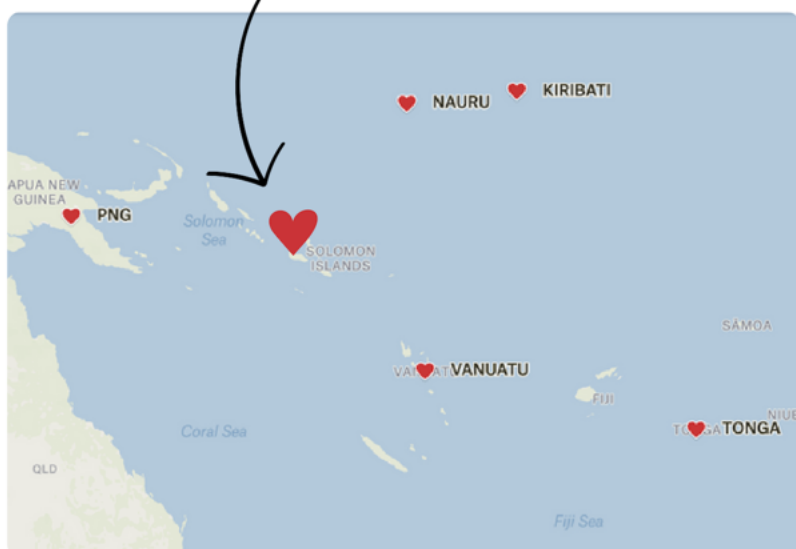 NAURU
KIRIBATI
APUA NEW
GUINEA
PNG
Solomon
Sea
SOLOMON
ISLANDS
SĀMOA
VANUATU
FIJI
TONGA
NIUE
Coral Sea
QLD
Fiji Sea